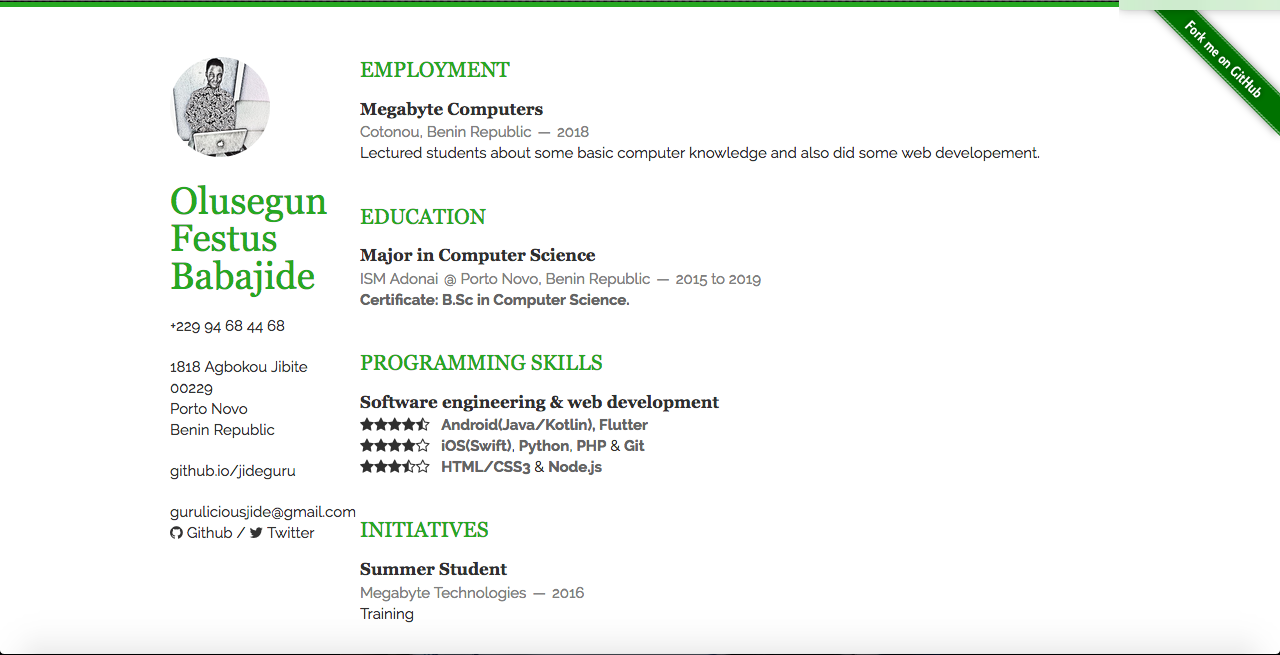 Fork me on GitHub
Olusegun
Festus
Babajide
+229 94 68 44 68
1818 Agbokou Jibite
00229
Porto Novo
Benin Republic
github.io/jideguru
guruliciousjide@gmail.com
Github / Twitter
EMPLOYMENT
Megabyte Computers
Cotonou, Benin Republic — 2018
Lectured students about some basic computer knowledge and also did some web developement.
EDUCATION
Major in Computer Science
ISM Adonai @ Porto Novo, Benin Republic — 2015 to 2019
Certificate: B.Sc in Computer Science.
PROGRAMMING SKILLS
Software engineering & web development
Android(Java/Kotlin), Flutter
iOS(Swift), Python, PHP & Git
HTML/CSS3 & Node.js
INITIATIVES
Summer Student
Megabyte Technologies — 2016
Training